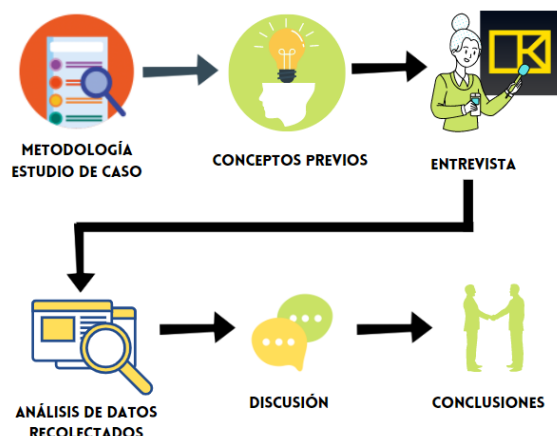 METODOLOGÍA
ESTUDIO DE CASO
CONCEPTOS PREVIOS
ENTREVISTA
ANÁLISIS DE DATOS
RECOLECTADOS
DISCUSIÓN
CONCLUSIONES